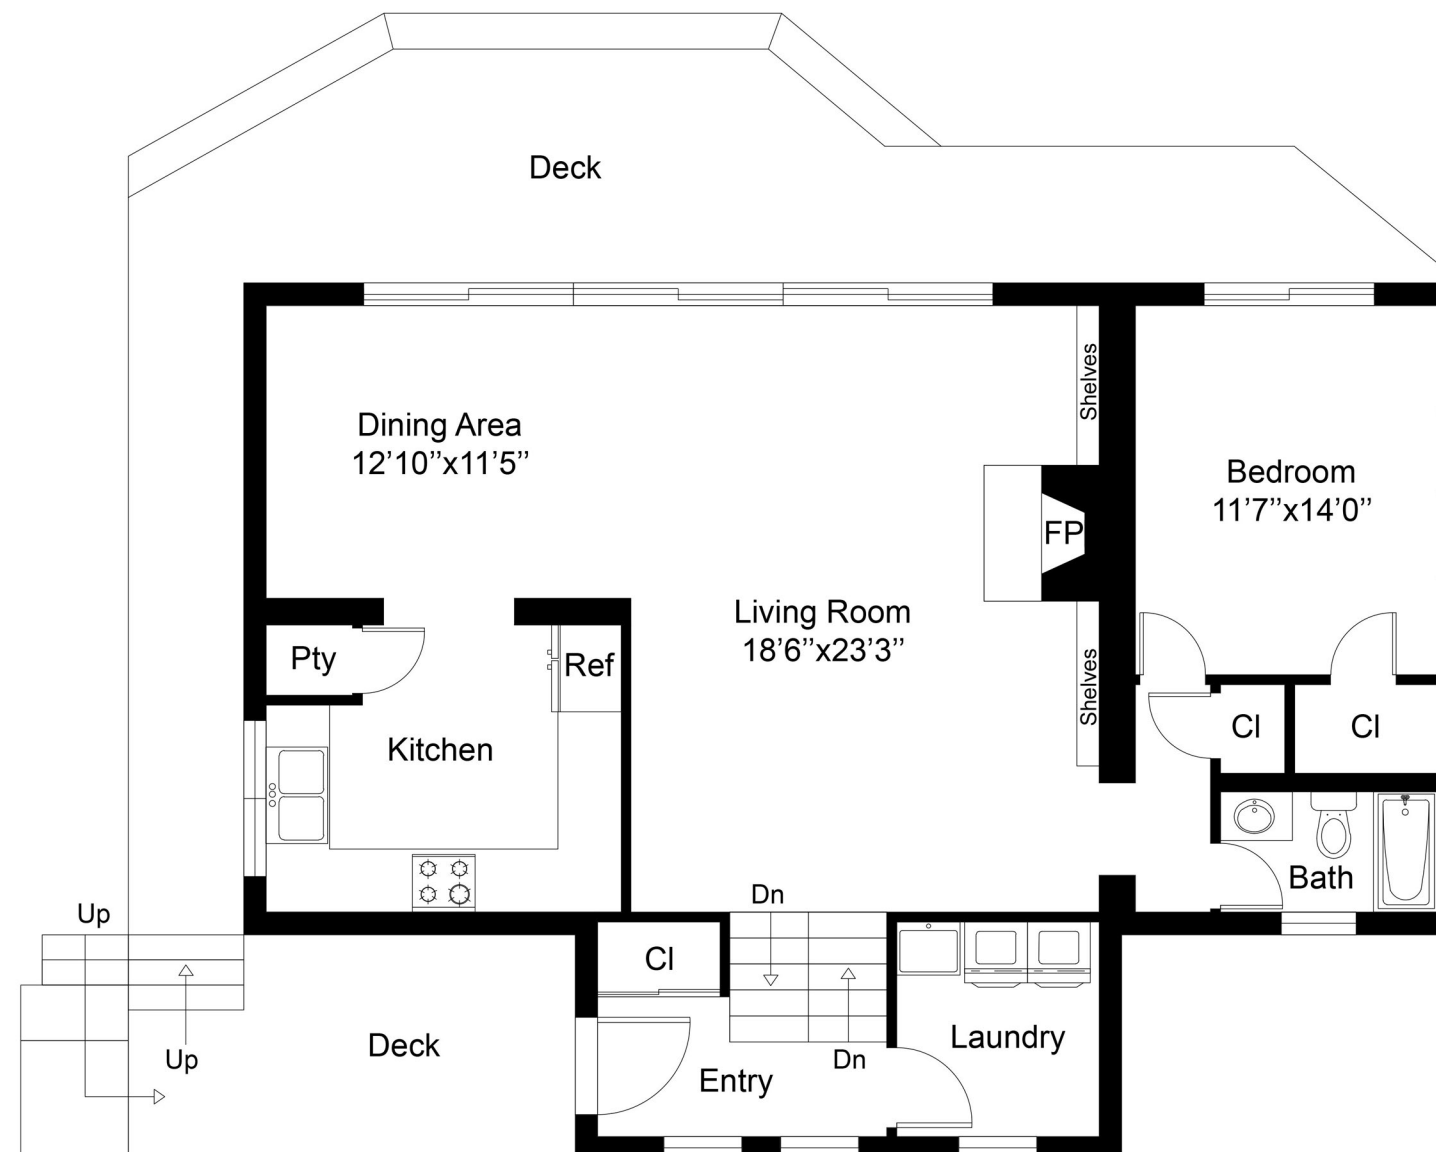 Deck
Shelves
Dining Area
12’10’’x11’5’’
Bedroom
11’7’’x14’0’’
FP
Living Room
18’6’’x23’3’’
Pty
Ref
Shelves
Kitchen
Cl
Cl
Bath
Dn
Up
Cl
Deck
Up
Laundry
Dn
Entry